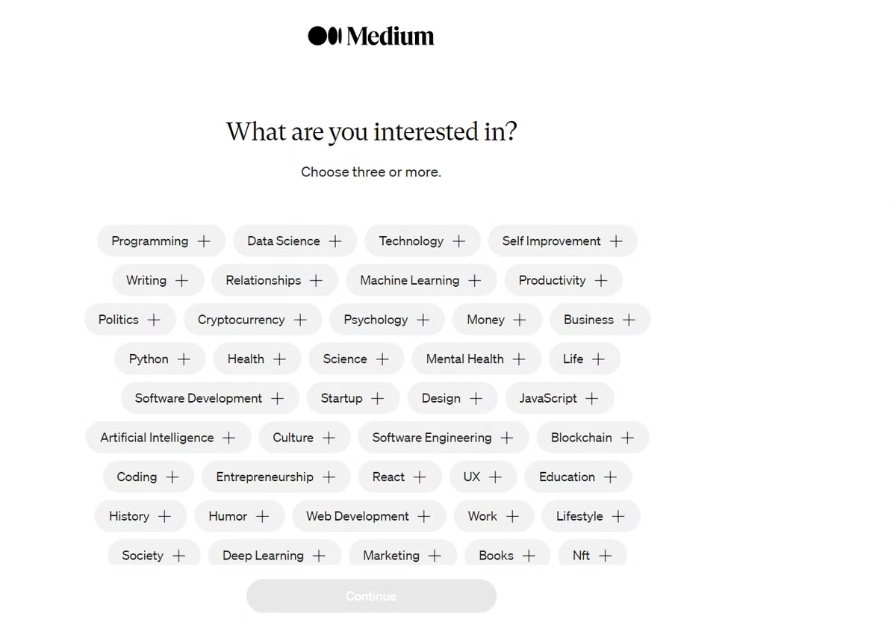 Medium
What are you interested in?
Choose three or more.
Programming + Data Science + Technology + Self Improvement +
Writing + Relationships + Machine Learning + Productivity +
Politics + Cryptocurrency + Psychology + Money + Business +
Python + Health + Science + Mental Health + Life +
Software Development + Startup + Design + JavaScript +
Artificial Intelligence + Culture + Software Engineering + Blockchain +
Coding + Entrepreneurship + React + UX + Education +
History + Humor + Web Development + Work + Lifestyle +
Society + Deep Learning + Marketing + Books + Nft +
Continue